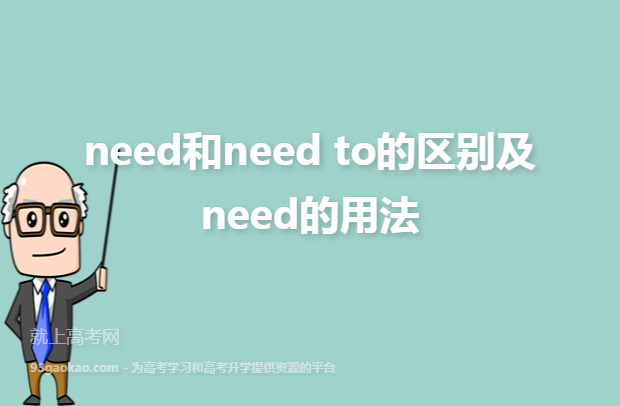 need和need to的区别及
need的用法
就上高考网
93gaokao.com - 为高考学习和高考升学提供资源的平台